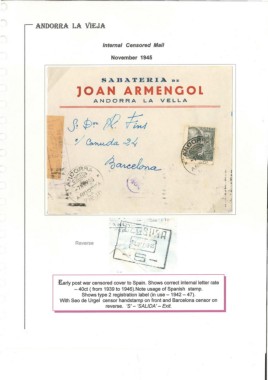 ANDORRA LA VIEJA
Internal Censored Mail
November 1945
SABATERIA DE
JOAN ARMENGOL
ANDORRA LA VELLA
Barcelona
Reverse
- S -
Early post war censored cover to Spain. Shows correct internal letter rate
– 40ct ( from 1939 to 1946).Note usage of Spanish stamp.
Shows type 2 registration label (in use – 1942 – 47).
With Seo de Urgel censor handstamp on front and Barcelona censor on
reverse. 'S' – 'SALIDA' – Exit.